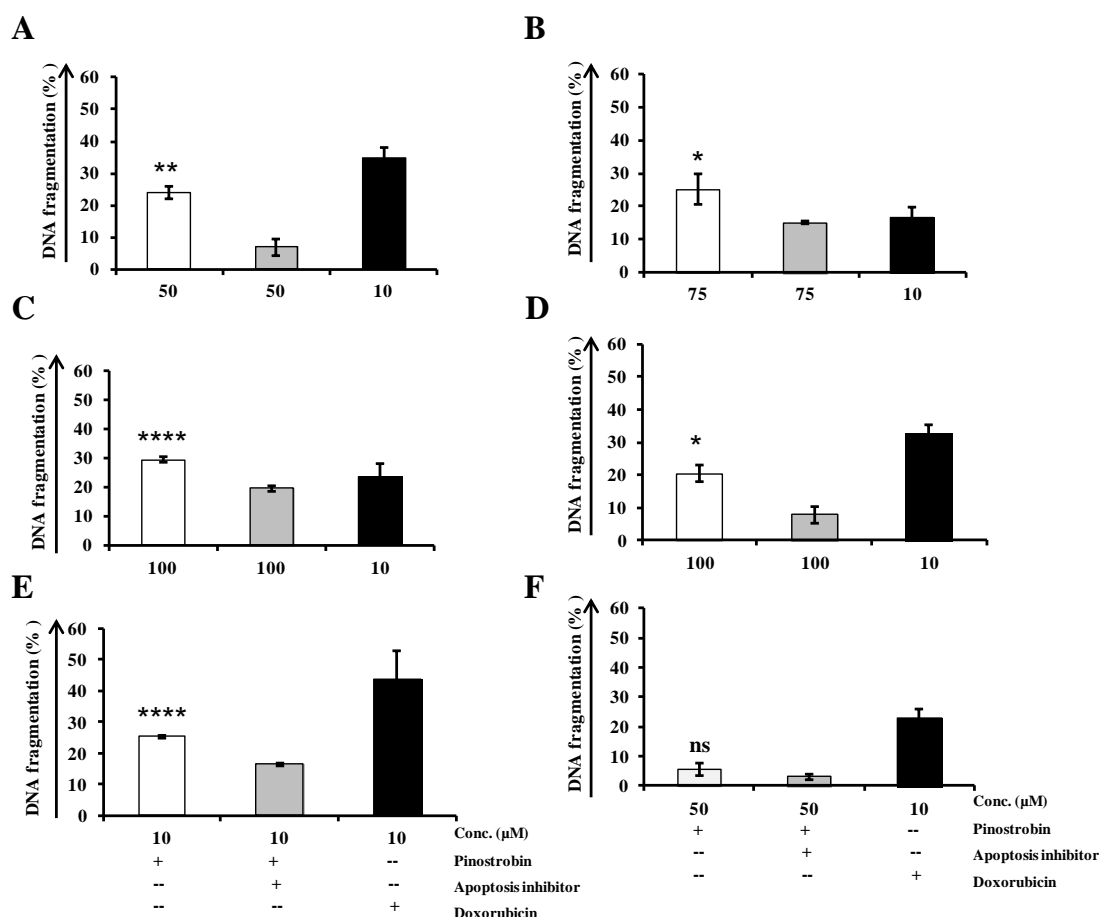 A
DNA fragmentation (% )
60
50
40
30
20
10
0
**
50
50
10
B
DNA fragmentation (% )
60
50
40
30
20
10
0
*
75
75
10
C
DNA fragmentation (% )
60
50
40
30
20
10
0
****
100
100
10
D
DNA fragmentation (% )
60
50
40
30
20
10
0
*
100
100
10
E
DNA fragmentation (% )
60
50
40
30
20
10
0
****
10 10 10 Conc. (µM)
+ + -- Pinostrobin
-- + -- Apoptosis inhibitor
-- -- + Doxorubicin
F
DNA fragmentation (% )
60
50
40
30
20
10
0
ns
50 50 10 Conc. (µM)
+ + -- Pinostrobin
-- + -- Apoptosis inhibitor
-- -- + Doxorubicin